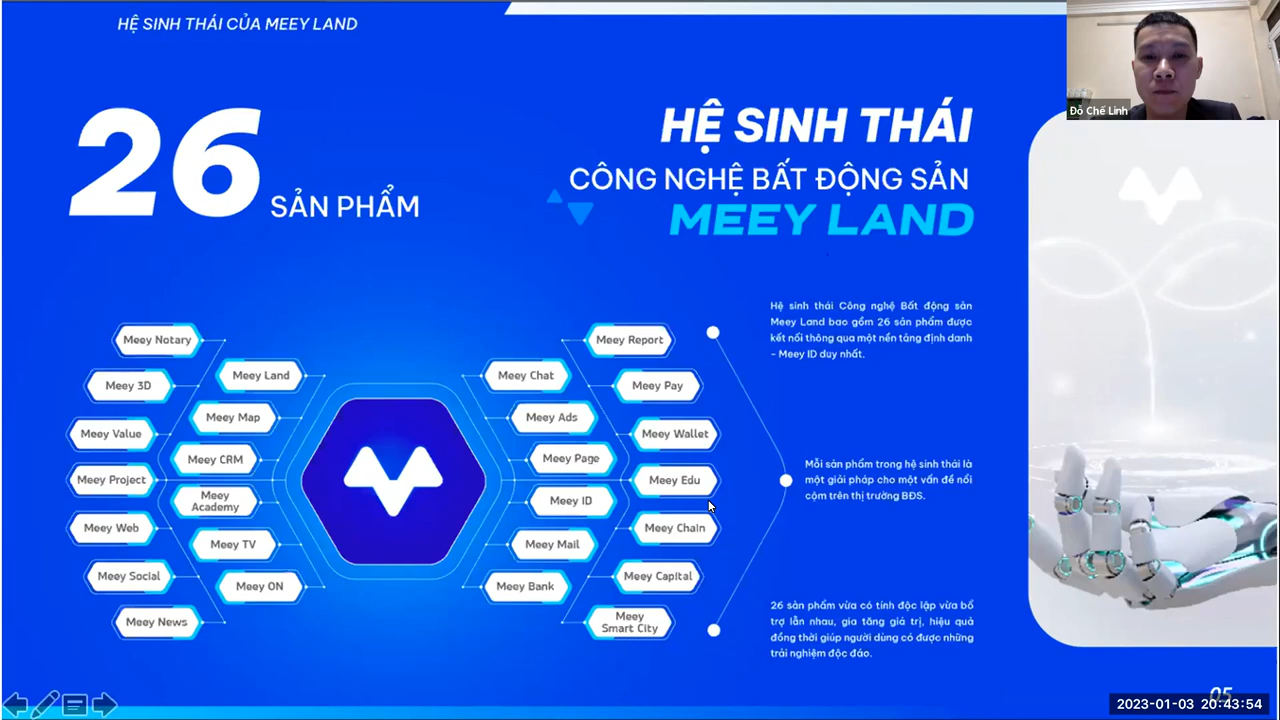 HỆ SINH THÁI CỦA MEEY LAND
26
SẢN PHẨM
HỆ SINH THÁI
CÔNG NGHỆ BẤT ĐỘNG SẢN
MEEY LAND
Đỗ Chế Linh
Meey Notary
Meey 3D
Meey Value
Meey Project
Meey Web
Meey Social
Meey News
Meey Land
Meey Map
Meey CRM
Meey
Academy
Meey TV
Meey ON
Meey Chat
Meey Ads
Meey Page
Meey ID
Meey Mail
Meey Bank
Meey Report
Meey Pay
Meey Wallet
Meey Edu
Meey Chain
Meey Capital
Meey
Smart City
Hệ sinh thái Công nghệ Bất động sản
Meey Land bao gồm 26 sản phẩm được
kết nối thông qua một nền tảng định danh
- Meey ID duy nhất.
Mỗi sản phẩm trong hệ sinh thái là
một giải pháp cho một vấn đề nổi
cộm trên thị trường BĐS.
26 sản phẩm vừa có tính độc lập vừa bổ
trợ lẫn nhau, gia tăng giá trị, hiệu quả
đồng thời giúp người dùng có được những
trải nghiệm độc đáo.
05
2023-01-03 20:43:54